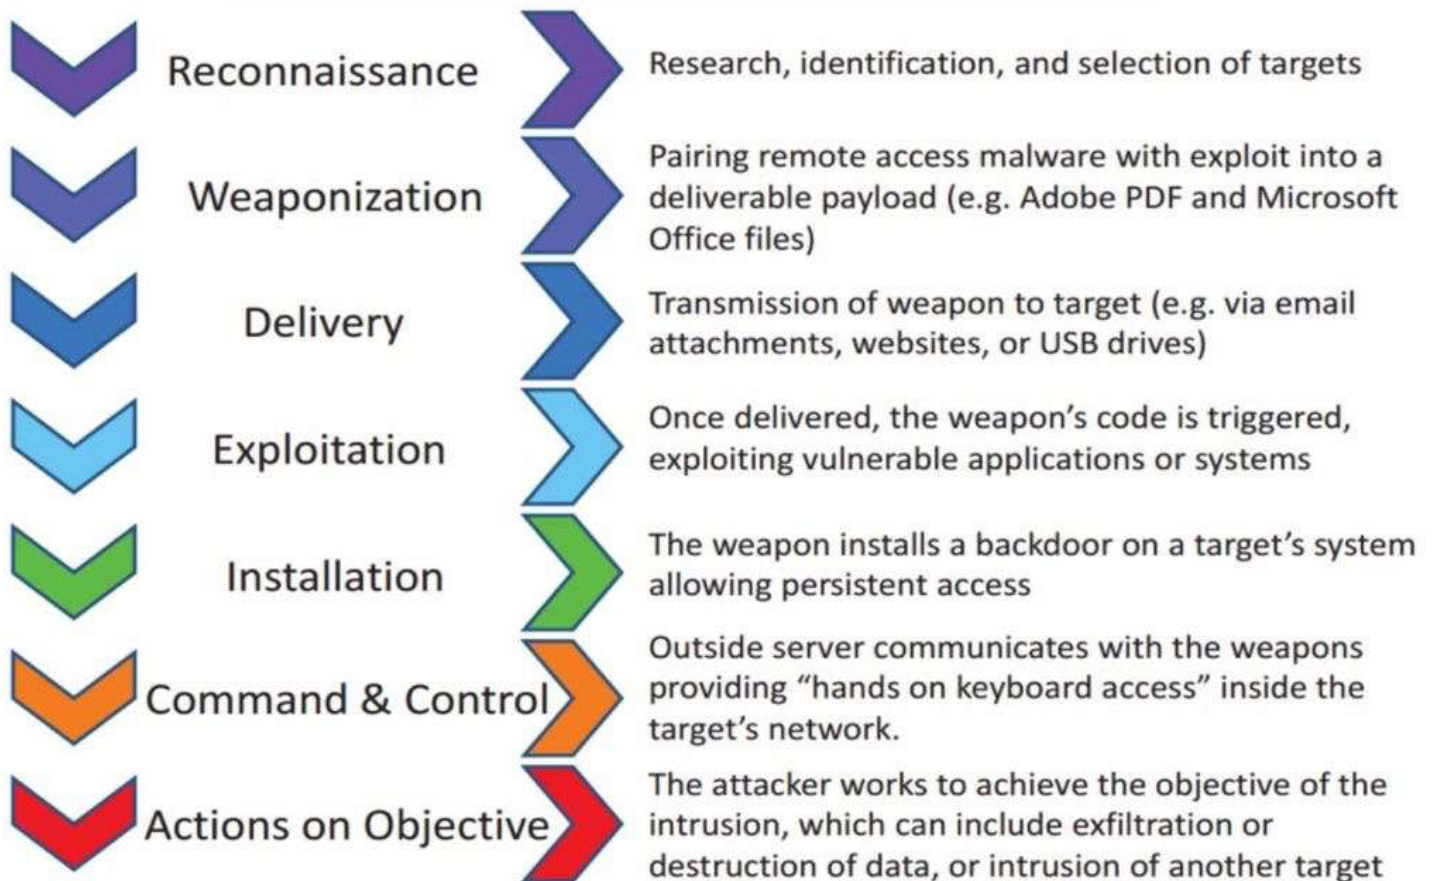 Reconnaissance
Research, identification, and selection of targets
Weaponization
Pairing remote access malware with exploit into a
deliverable payload (e.g. Adobe PDF and Microsoft
Office files)
Delivery
Transmission of weapon to target (e.g. via email
attachments, websites, or USB drives)
Exploitation
Once delivered, the weapon’s code is triggered,
exploiting vulnerable applications or systems
Installation
The weapon installs a backdoor on a target’s system
allowing persistent access
Command & Control
Outside server communicates with the weapons
providing “hands on keyboard access” inside the
target’s network.
Actions on Objective
The attacker works to achieve the objective of the
intrusion, which can include exfiltration or
destruction of data, or intrusion of another target